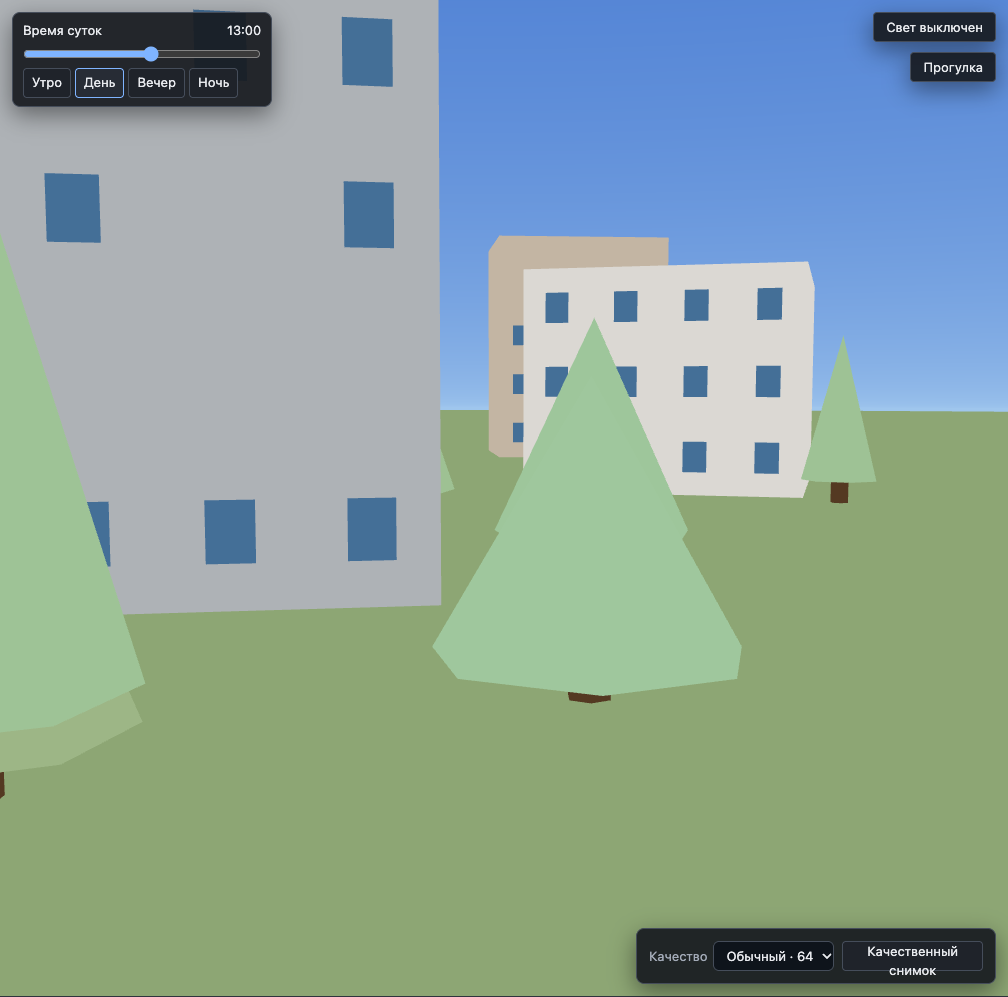 Время суток 13:00
Утро День Вечер Ночь
Свет выключен
Прогулка
Качество Обычный · 64 Качественный
снимок